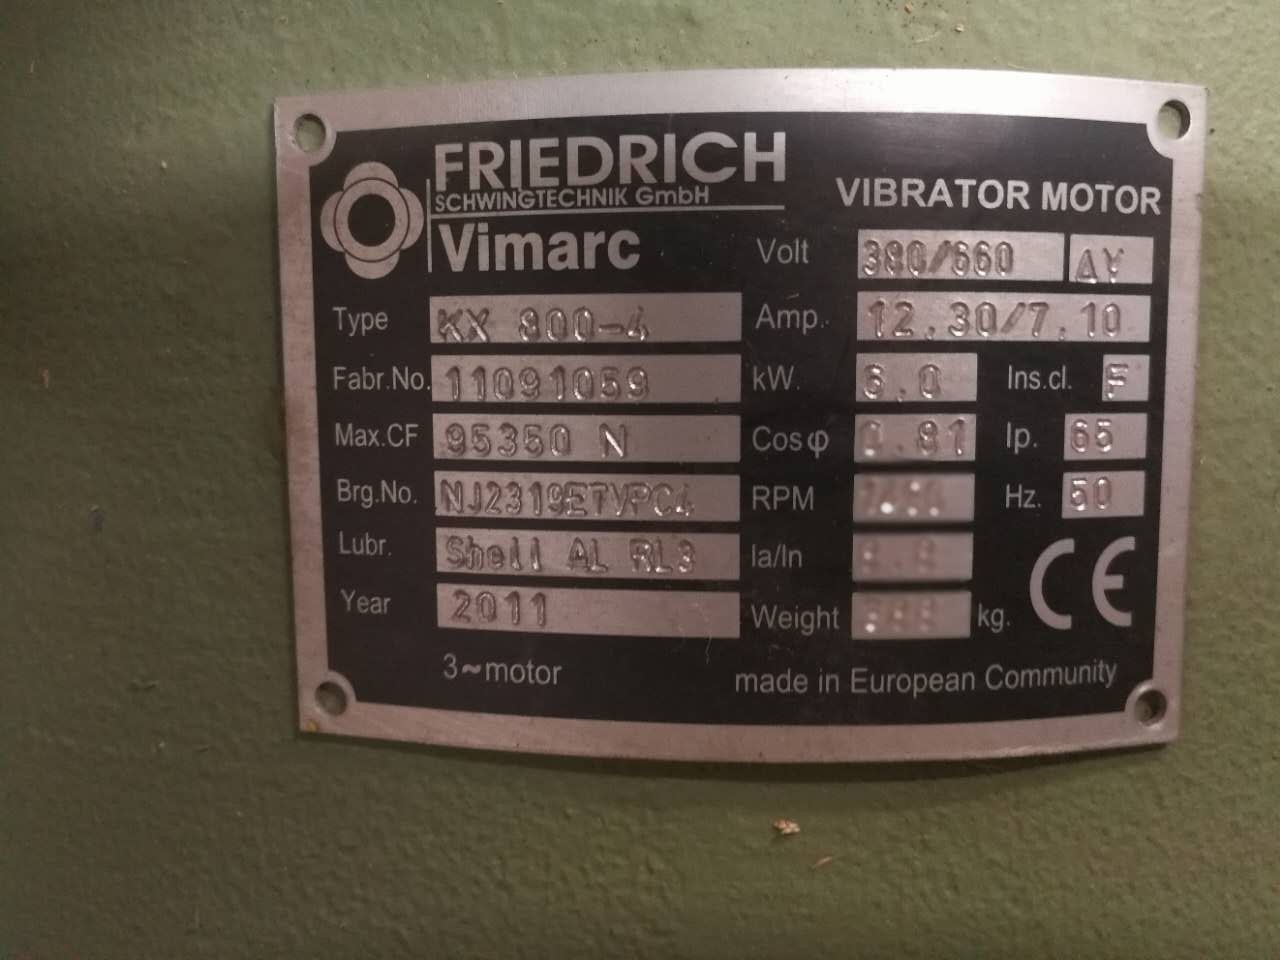 FRIEDRICH
SCHWINGTECHNIK GmbH
Vimarc
VIBRATOR MOTOR
Type KX 800-4
Fabr.No. 11091059
Max.CF 95350 N
Brg.No. NJ2319ETVPC4
Lubr. Shell AL RL3
Year 2011
3~motor
Volt 380/660 ΔY
Amp. 12.30/7.10
kW. 6.0 Ins.cl. F
Cosφ 0.81 Ip. 65
RPM Hz. 50
Ia/In
Weight kg.
CE
made in European Community